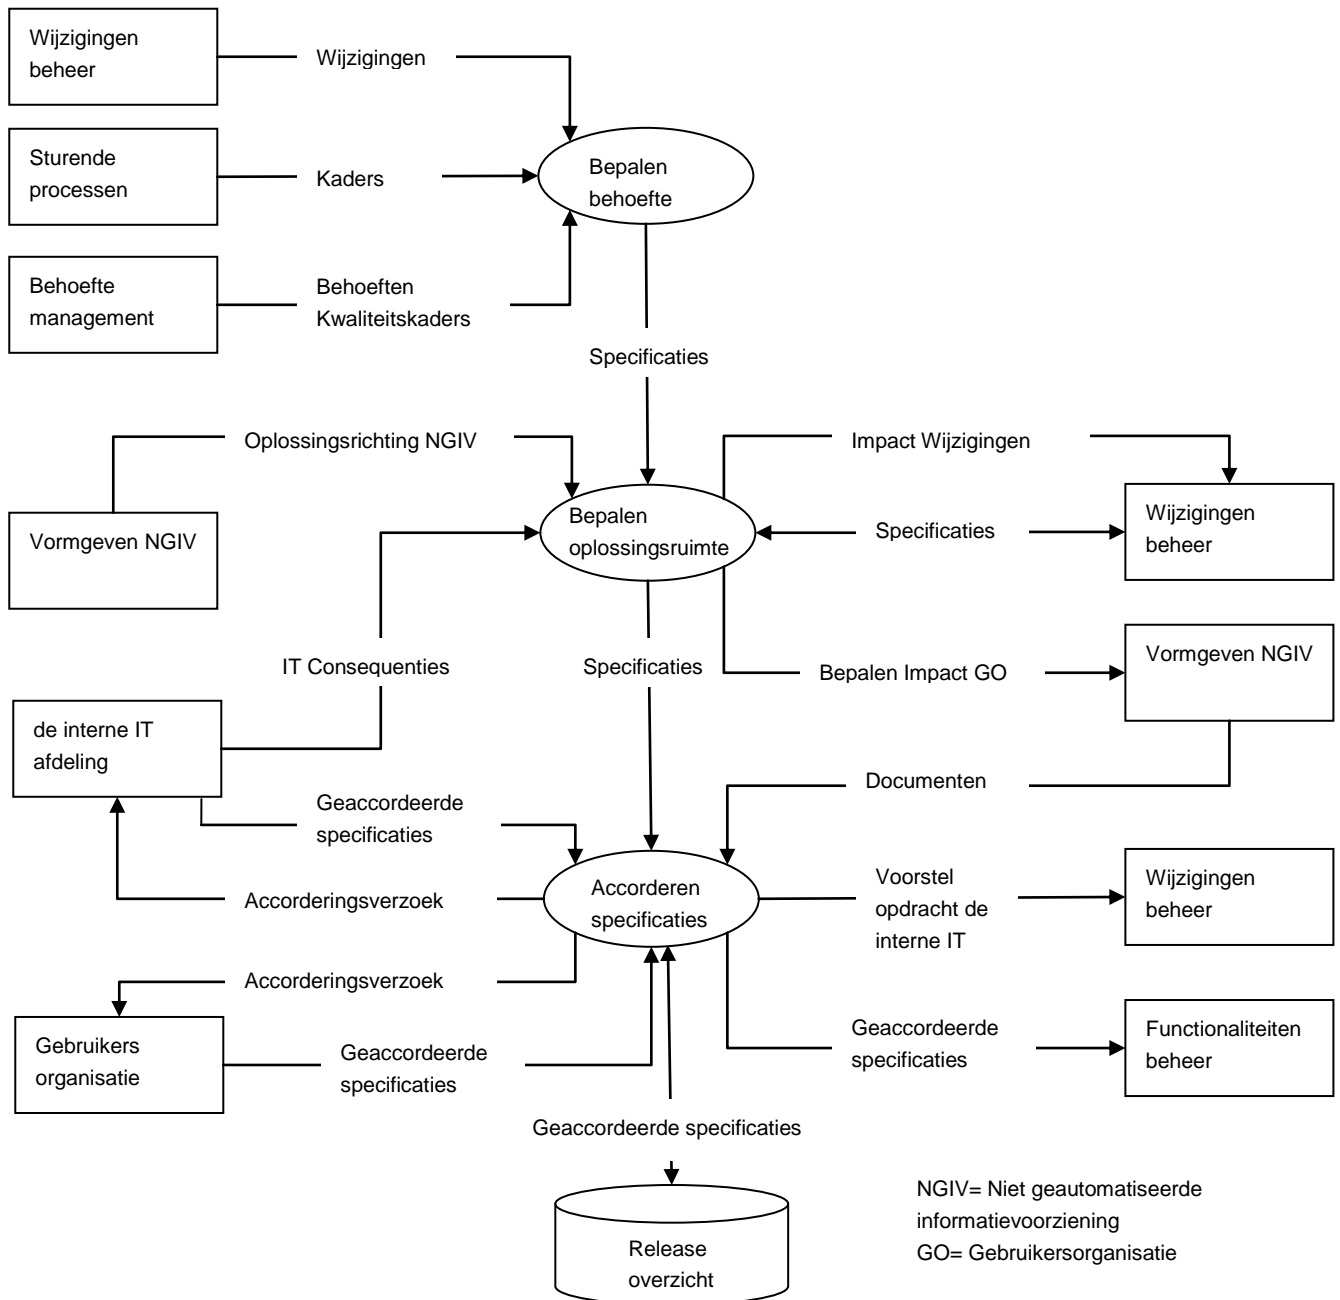 Wijzigingen
beheer
Wijzigingen
Sturende
processen
Kaders
Bepalen
behoefte
Behoefte
management
Behoeften
Kwaliteitskaders
Specificaties
Oplossingsrichting NGIV
Impact Wijzigingen
Vormgeven NGIV
Bepalen
oplossingsruimte
Specificaties
Wijzigingen
beheer
IT Consequenties
Specificaties
Bepalen Impact GO
Vormgeven NGIV
de interne IT
afdeling
Documenten
Geaccordeerde
specificaties
Accorderingsverzoek
Accorderen
specificaties
Voorstel
opdracht de
interne IT
Wijzigingen
beheer
Accorderingsverzoek
Gebruikers
organisatie
Geaccordeerde
specificaties
Geaccordeerde
specificaties
Functionaliteiten
beheer
Geaccordeerde specificaties
Release
overzicht
NGIV= Niet geautomatiseerde
informatievoorziening
GO= Gebruikersorganisatie